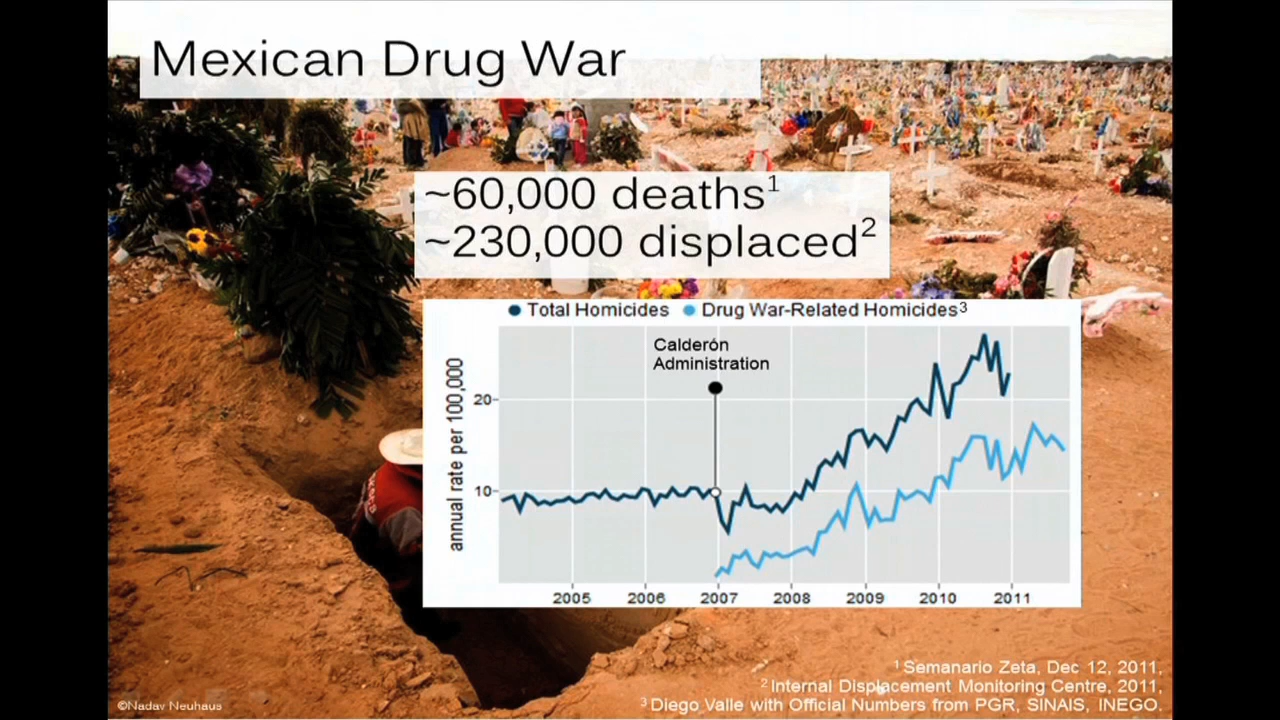 Mexican Drug War
~60,000 deaths1
~230,000 displaced2
Total Homicides Drug War-Related Homicides3
Calderón
Administration
annual rate per 100,000
20
10
2005 2006 2007 2008 2009 2010 2011
1 Semanario Zeta, Dec 12, 2011,
2 Internal Displacement Monitoring Centre, 2011,
3 Diego Valle with Official Numbers from PGR, SINAIS, INEGO.
©Nadav Neuhaus